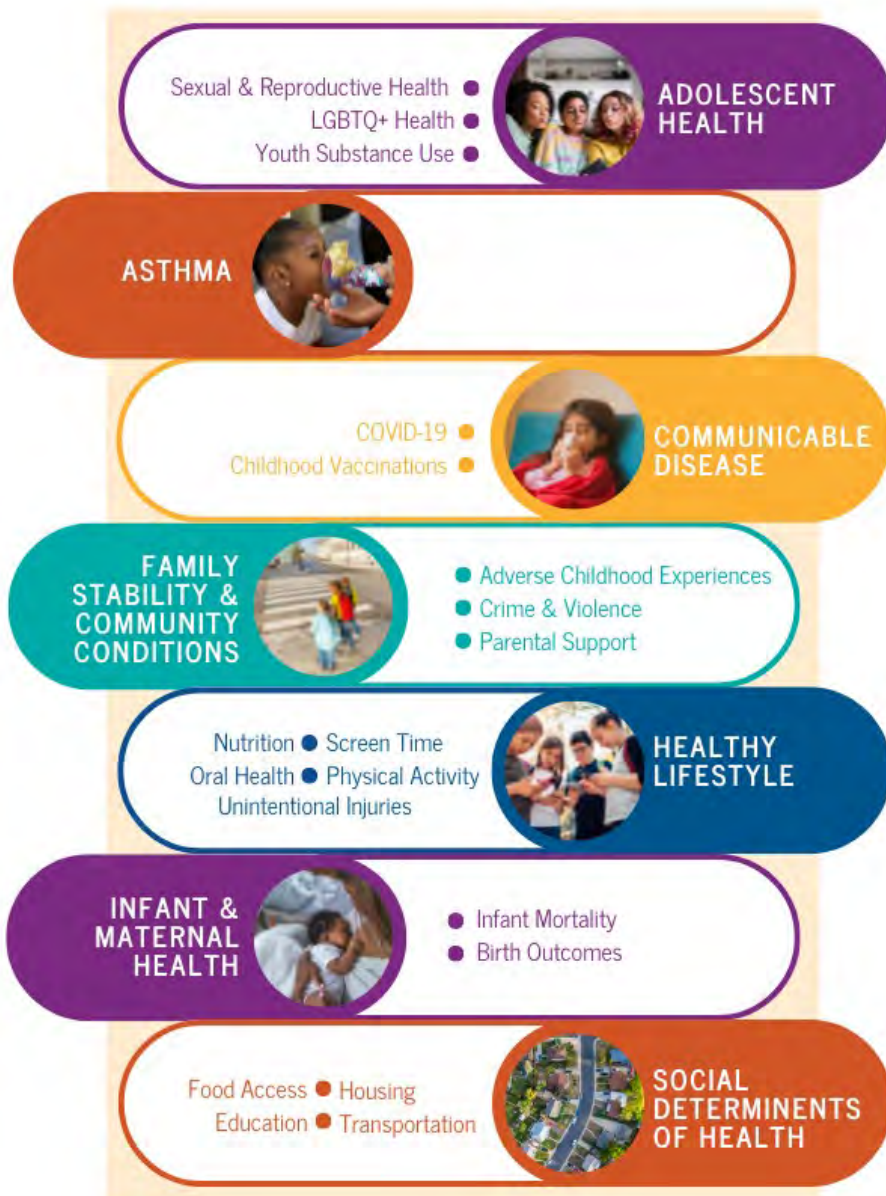 Sexual & Reproductive Health ●
LGBTQ+ Health ●
Youth Substance Use ●
ADOLESCENT
HEALTH
ASTHMA
COVID-19 ●
Childhood Vaccinations ●
COMMUNICABLE
DISEASE
FAMILY
STABILITY &
COMMUNITY
CONDITIONS
● Adverse Childhood Experiences
● Crime & Violence
● Parental Support
Nutrition ● Screen Time
Oral Health ● Physical Activity
Unintentional Injuries
HEALTHY
LIFESTYLE
INFANT &
MATERNAL
HEALTH
● Infant Mortality
● Birth Outcomes
Food Access ● Housing
Education ● Transportation
SOCIAL
DETERMINENTS
OF HEALTH